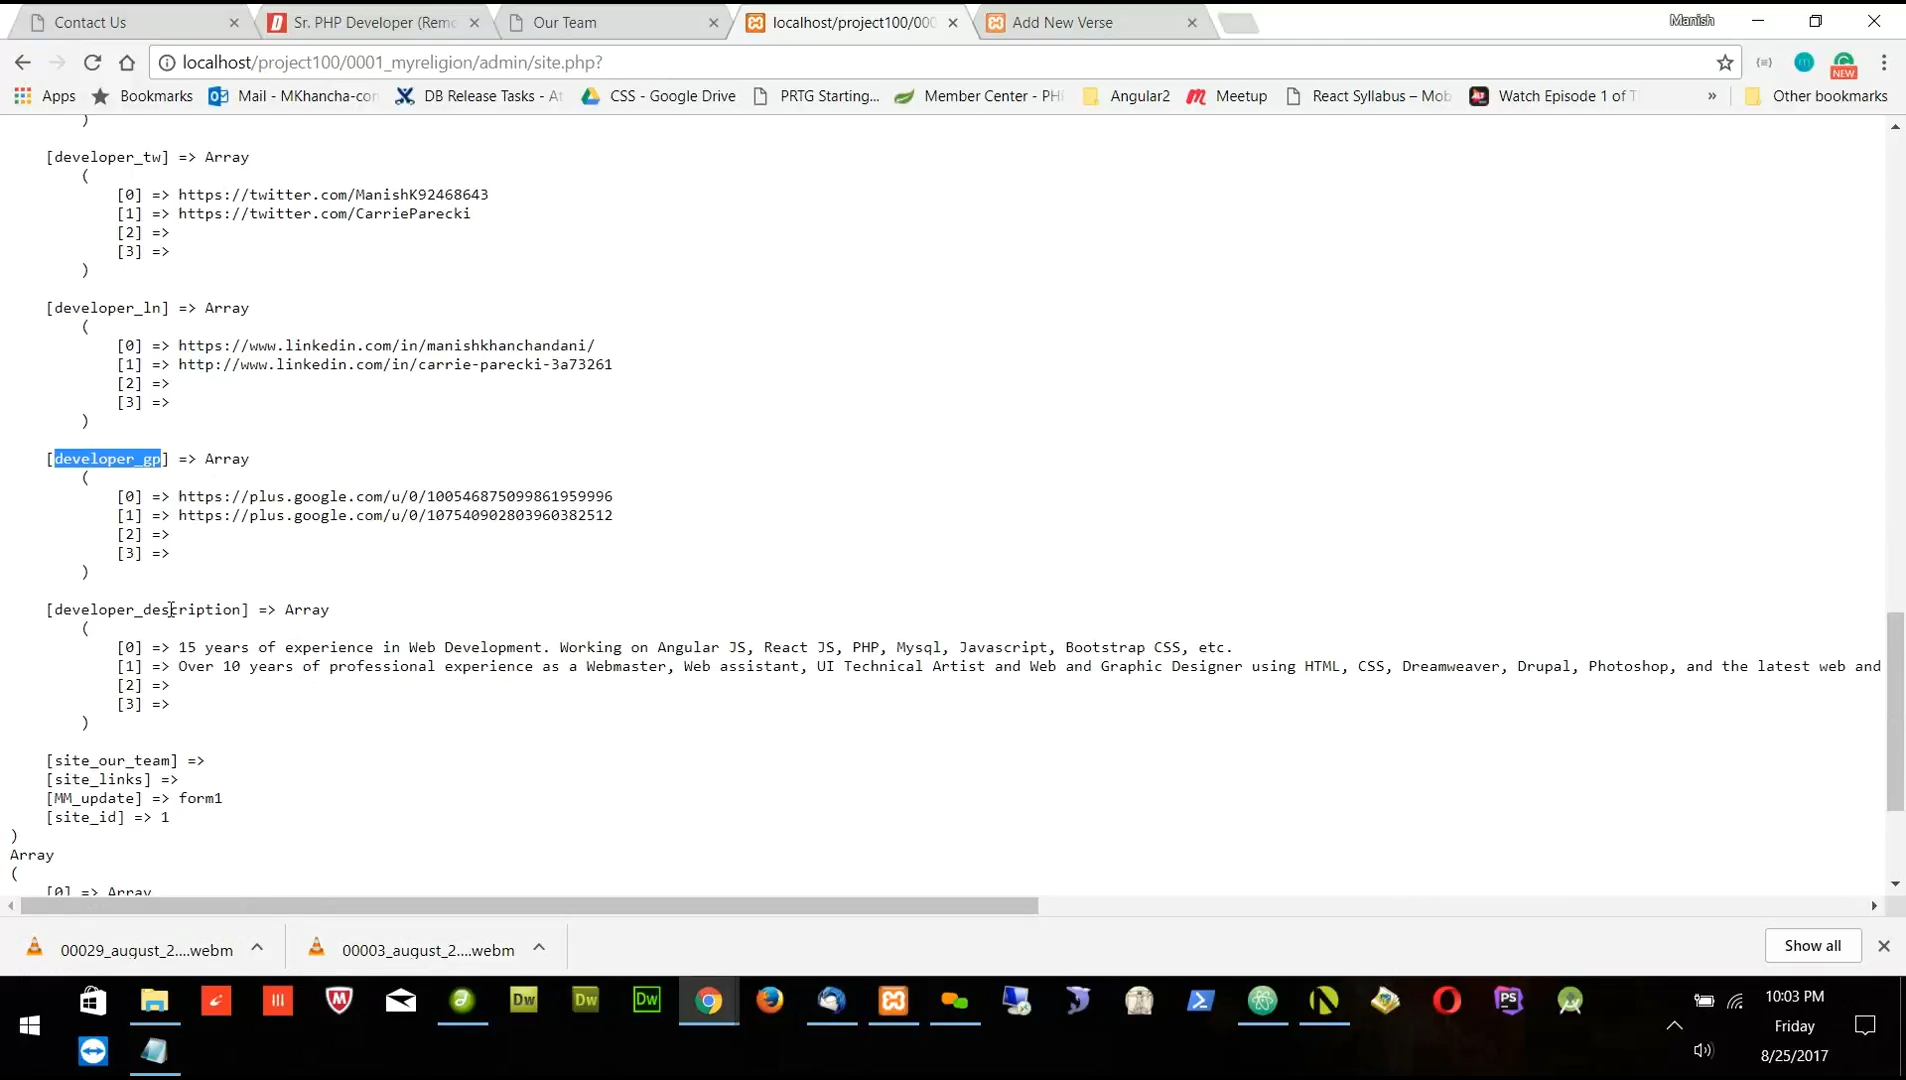 Contact Us
Sr. PHP Developer (Remo
Our Team
localhost/project100/000
Add New Verse
Manish
localhost/project100/0001_myreligion/admin/site.php?
NEW
Apps
Bookmarks
Mail - MKhancha-con
DB Release Tasks - At
CSS - Google Drive
PRTG Starting...
Member Center - PHi
Angular2
Meetup
React Syllabus – Mob
Watch Episode 1 of T
»
Other bookmarks
)
[developer_tw] => Array
(
[0] => https://twitter.com/ManishK92468643
[1] => https://twitter.com/CarrieParecki
[2] =>
[3] =>
)
[developer_ln] => Array
(
[0] => https://www.linkedin.com/in/manishkhanchandani/
[1] => http://www.linkedin.com/in/carrie-parecki-3a73261
[2] =>
[3] =>
)
[developer_gp] => Array
(
[0] => https://plus.google.com/u/0/100546875099861959996
[1] => https://plus.google.com/u/0/107540902803960382512
[2] =>
[3] =>
)
[developer_description] => Array
(
[0] => 15 years of experience in Web Development. Working on Angular JS, React JS, PHP, Mysql, Javascript, Bootstrap CSS, etc.
[1] => Over 10 years of professional experience as a Webmaster, Web assistant, UI Technical Artist and Web and Graphic Designer using HTML, CSS, Dreamweaver, Drupal, Photoshop, and the latest web and
[2] =>
[3] =>
)
[site_our_team] =>
[site_links] =>
[MM_update] => form1
[site_id] => 1
)
Array
(
[0] => Array
00029_august_2....webm
00003_august_2....webm
Show all
Dw
Dw
Dw
PS
10:03 PM
Friday
8/25/2017